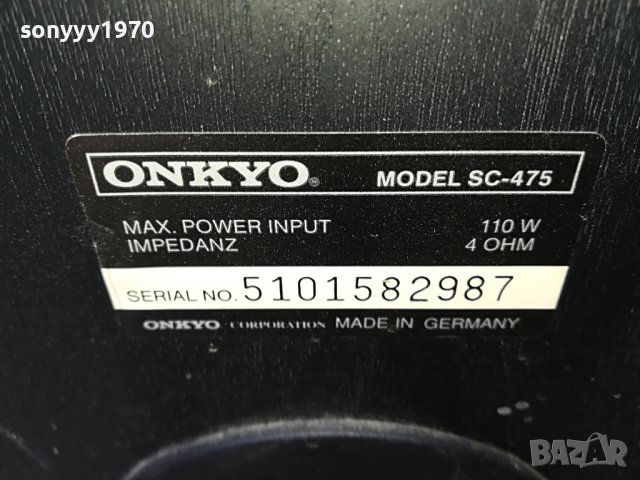 sonyyy1970
ONKYO® MODEL SC-475
MAX. POWER INPUT 110 W
IMPEDANZ 4 OHM
SERIAL NO. 5101582987
ONKYO CORPORATION MADE IN GERMANY
BAZAR